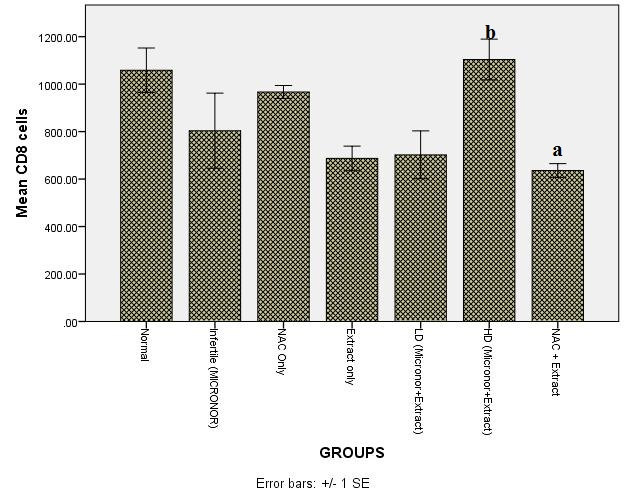 Mean CD8 cells
1200.00
1000.00
800.00
600.00
400.00
200.00
.00
b
a
Normal
Infertile (MICRONOR)
NAC Only
Extract only
LD (Micronor+Extract)
HD (Micronor+Extract)
NAC + Extract
GROUPS
Error bars: +/- 1 SE